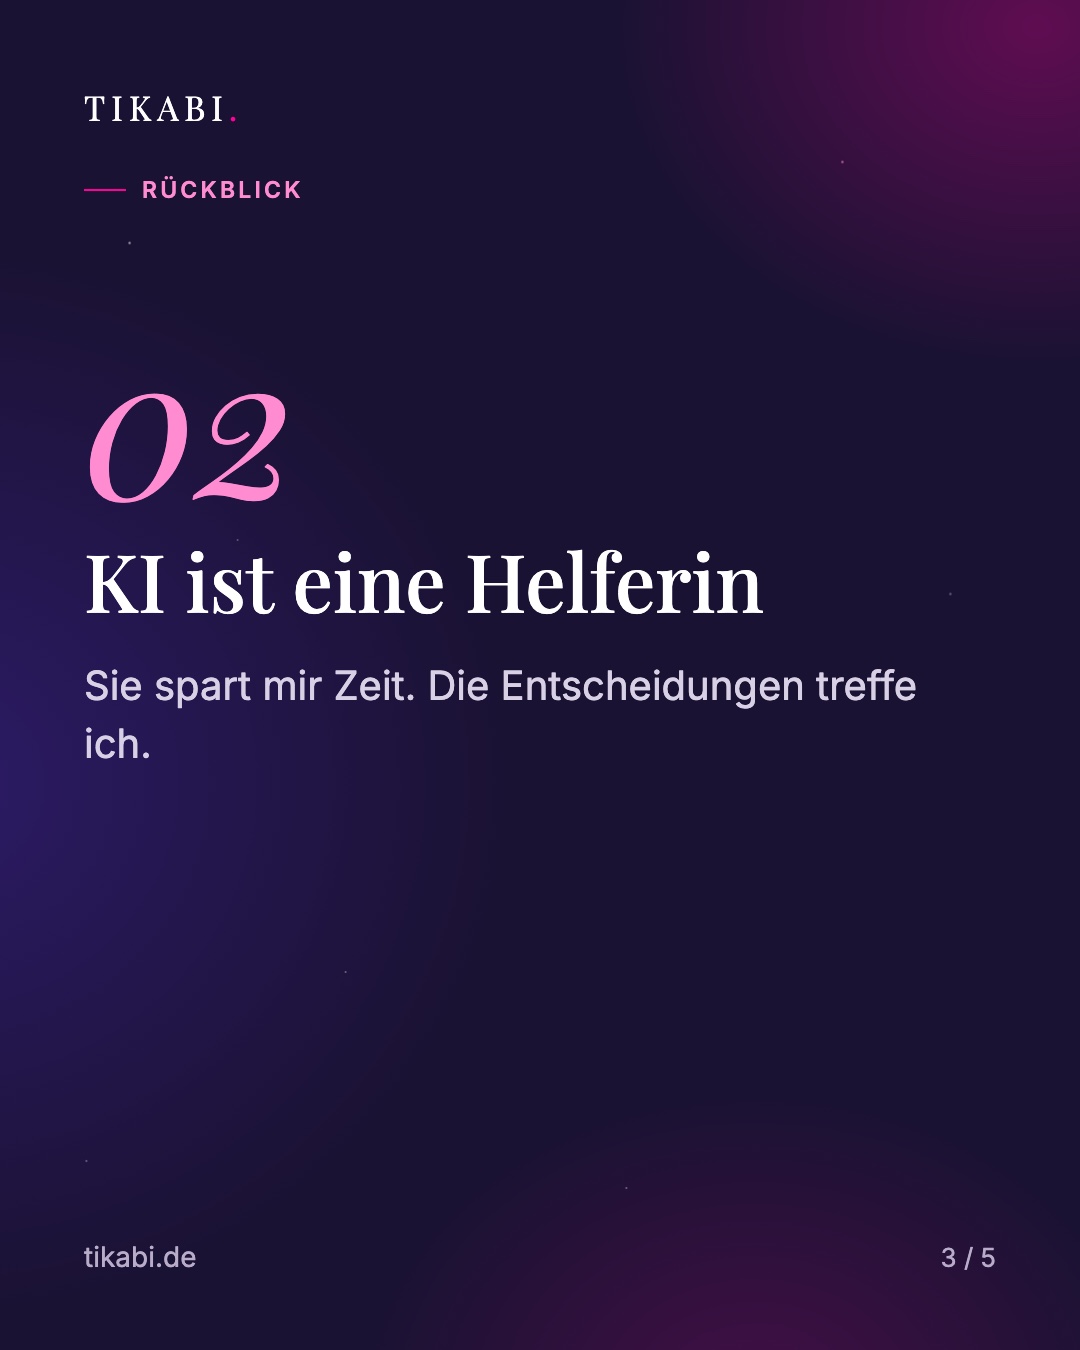 TIKABI.
RÜCKBLICK
02
KI ist eine Helferin
Sie spart mir Zeit. Die Entscheidungen treffe
ich.
tikabi.de
3 / 5